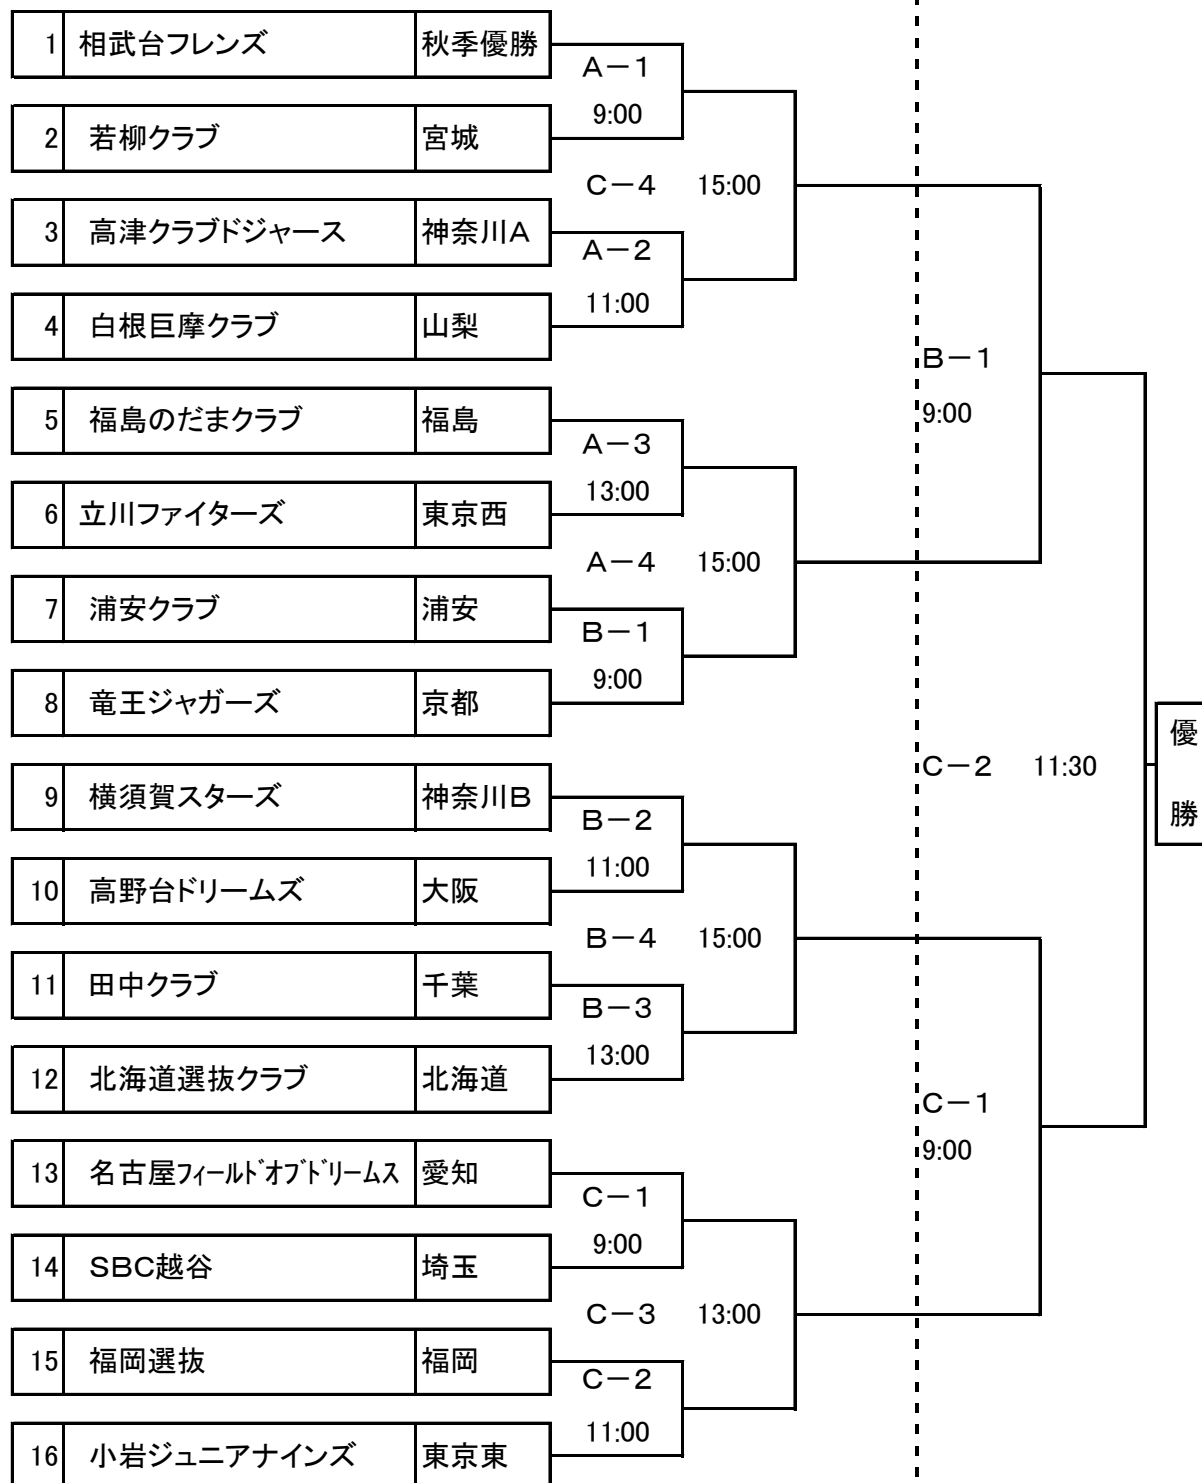 1 相武台フレンズ 秋季優勝
A－1
9:00
2 若柳クラブ 宮城
C－4 15:00
3 高津クラブドジャース 神奈川A
A－2
11:00
4 白根巨摩クラブ 山梨
B－1
9:00
5 福島のだまクラブ 福島
A－3
13:00
6 立川ファイターズ 東京西
A－4 15:00
7 浦安クラブ 浦安
B－1
9:00
8 竜王ジャガーズ 京都
優
勝
C－2 11:30
9 横須賀スターズ 神奈川B
B－2
11:00
10 高野台ドリームズ 大阪
B－4 15:00
11 田中クラブ 千葉
B－3
13:00
12 北海道選抜クラブ 北海道
C－1
9:00
13 名古屋フィールドオブドリームス 愛知
C－1
9:00
14 SBC越谷 埼玉
C－3 13:00
15 福岡選抜 福岡
C－2
11:00
16 小岩ジュニアナインズ 東京東